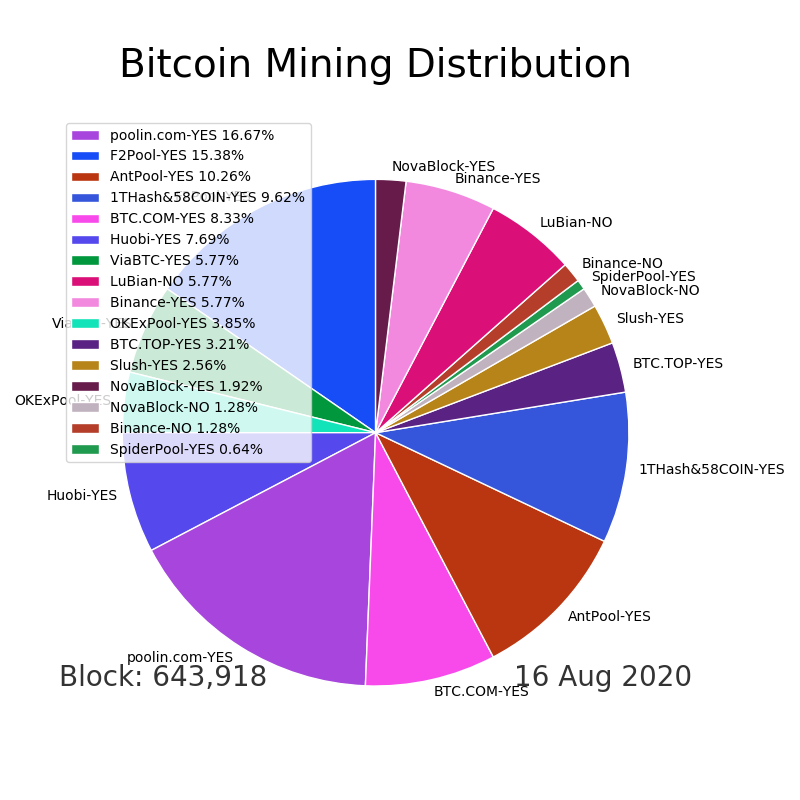 Bitcoin Mining Distribution
poolin.com-YES 16.67%
F2Pool-YES 15.38%
AntPool-YES 10.26%
1THash&58COIN-YES 9.62%
BTC.COM-YES 8.33%
Huobi-YES 7.69%
ViaBTC-YES 5.77%
LuBian-NO 5.77%
Binance-YES 5.77%
OKExPool-YES 3.85%
BTC.TOP-YES 3.21%
Slush-YES 2.56%
NovaBlock-YES 1.92%
NovaBlock-NO 1.28%
Binance-NO 1.28%
SpiderPool-YES 0.64%
NovaBlock-YES
Binance-YES
LuBian-NO
Binance-NO
SpiderPool-YES
NovaBlock-NO
Slush-YES
BTC.TOP-YES
1THash&58COIN-YES
AntPool-YES
BTC.COM-YES
poolin.com-YES
Huobi-YES
OKExPool-YES
Block: 643,918
16 Aug 2020